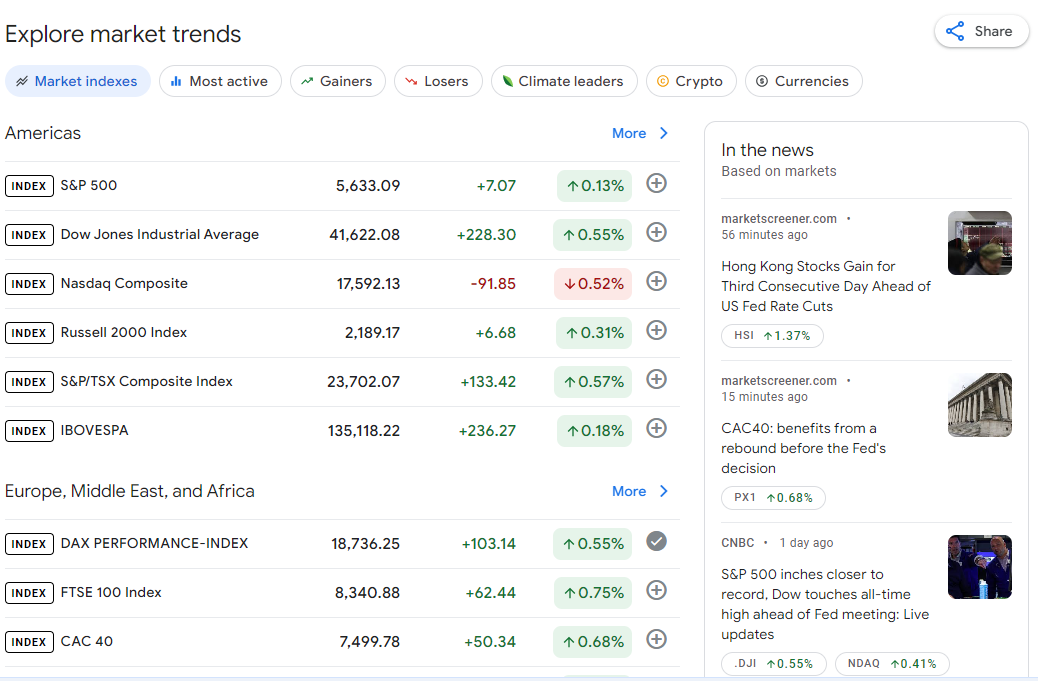 Explore market trends
Share
Market indexes
Most active
Gainers
Losers
Climate leaders
Crypto
Currencies
Americas
More
INDEX S&P 500 5,633.09 +7.07 ↑0.13%
INDEX Dow Jones Industrial Average 41,622.08 +228.30 ↑0.55%
INDEX Nasdaq Composite 17,592.13 -91.85 ↓0.52%
INDEX Russell 2000 Index 2,189.17 +6.68 ↑0.31%
INDEX S&P/TSX Composite Index 23,702.07 +133.42 ↑0.57%
INDEX IBOVESPA 135,118.22 +236.27 ↑0.18%
Europe, Middle East, and Africa
More
INDEX DAX PERFORMANCE-INDEX 18,736.25 +103.14 ↑0.55%
INDEX FTSE 100 Index 8,340.88 +62.44 ↑0.75%
INDEX CAC 40 7,499.78 +50.34 ↑0.68%
In the news
Based on markets
marketscreener.com •
56 minutes ago
Hong Kong Stocks Gain for
Third Consecutive Day Ahead of
US Fed Rate Cuts
HSI ↑1.37%
marketscreener.com •
15 minutes ago
CAC40: benefits from a
rebound before the Fed's
decision
PX1 ↑0.68%
CNBC • 1 day ago
S&P 500 inches closer to
record, Dow touches all-time
high ahead of Fed meeting: Live
updates
.DJI ↑0.55%
NDAQ ↑0.41%